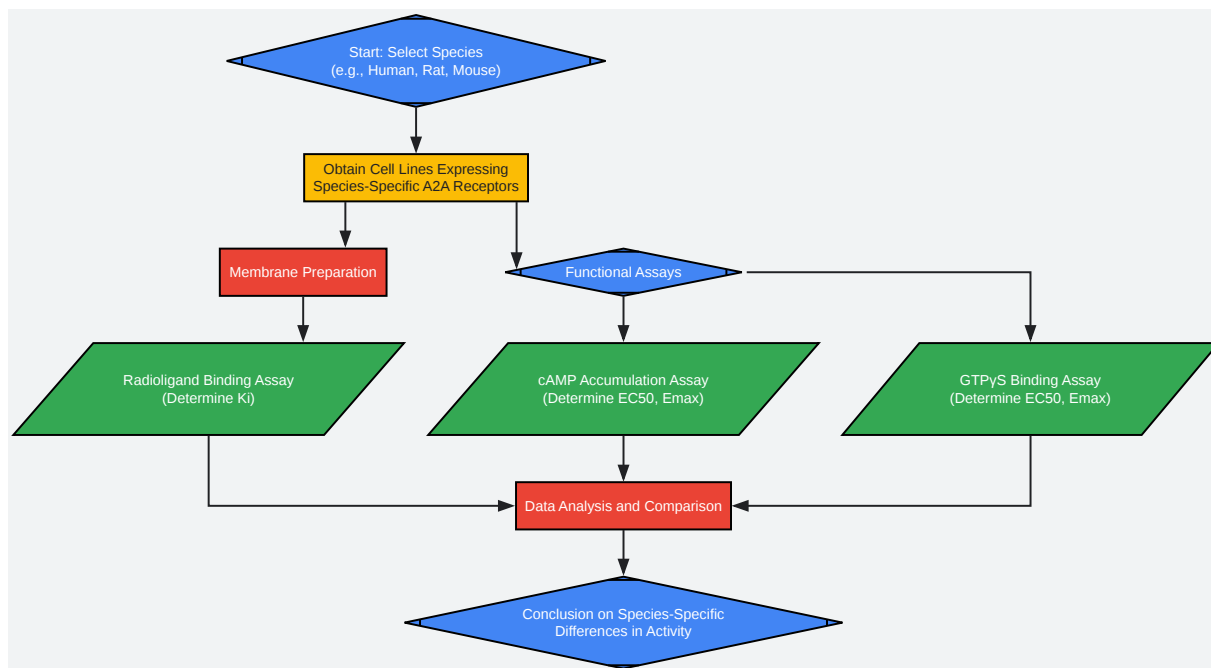 Start: Select Species
(e.g., Human, Rat, Mouse)
Obtain Cell Lines Expressing
Species-Specific A2A Receptors
Membrane Preparation
Functional Assays
Radioligand Binding Assay
(Determine Ki)
cAMP Accumulation Assay
(Determine EC50, Emax)
GTPγS Binding Assay
(Determine EC50, Emax)
Data Analysis and Comparison
Conclusion on Species-Specific
Differences in Activity